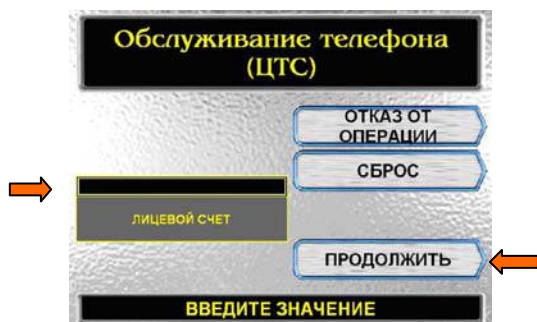 Обслуживание телефона
(ЦТС)
ОТКАЗ ОТ
ОПЕРАЦИИ
СБРОС
ЛИЦЕВОЙ СЧЕТ
ПРОДОЛЖИТЬ
ВВЕДИТЕ ЗНАЧЕНИЕ